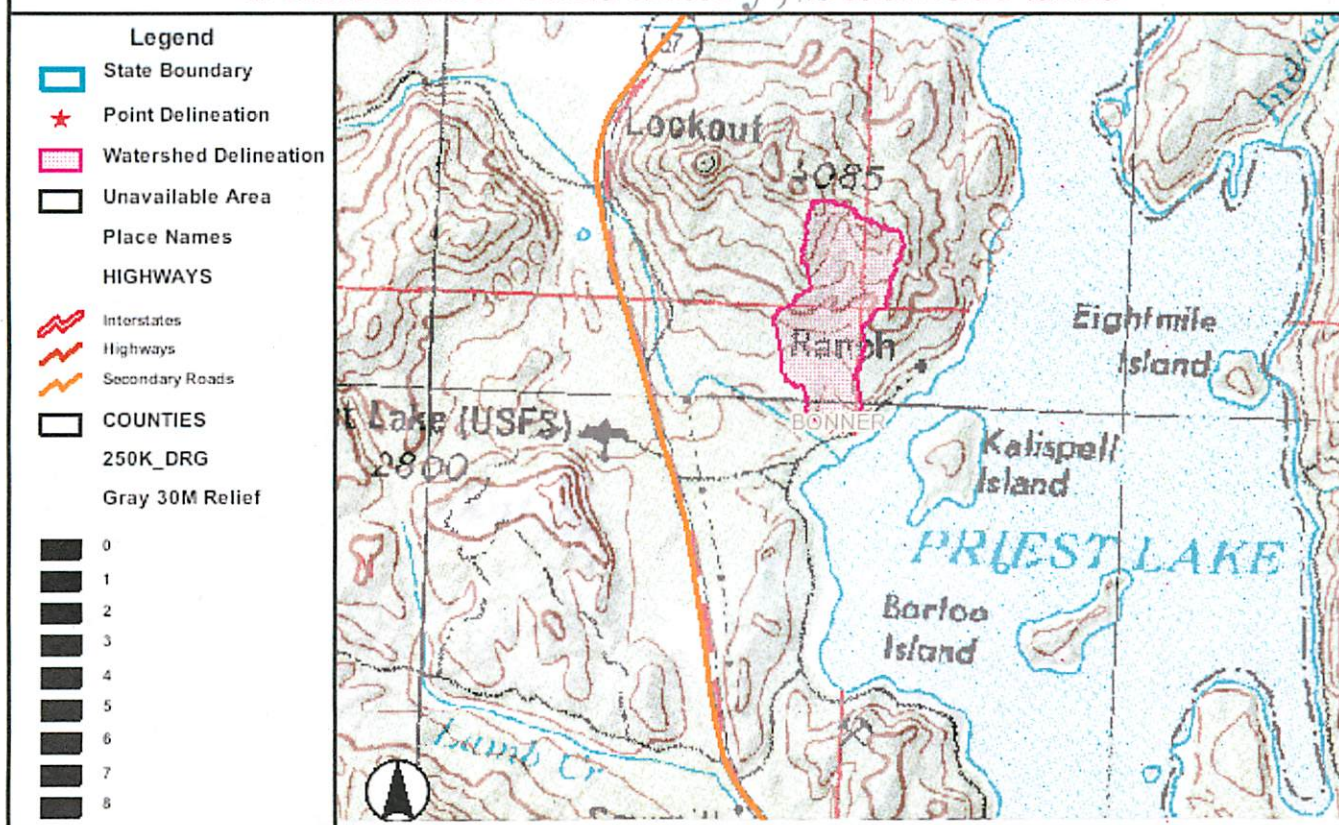 Legend
State Boundary
Point Delineation
Watershed Delineation
Unavailable Area
Place Names
HIGHWAYS
Interstates
Highways
Secondary Roads
COUNTIES
250K_DRG
Gray 30M Relief
0
1
2
3
4
5
6
7
8
57
Lookout
Ranch
BONNER
Eightmile
Island
Lake (USFS)
2860
Kalispell
Island
PRIEST LAKE
Bartoo
Island
Lamb Cr